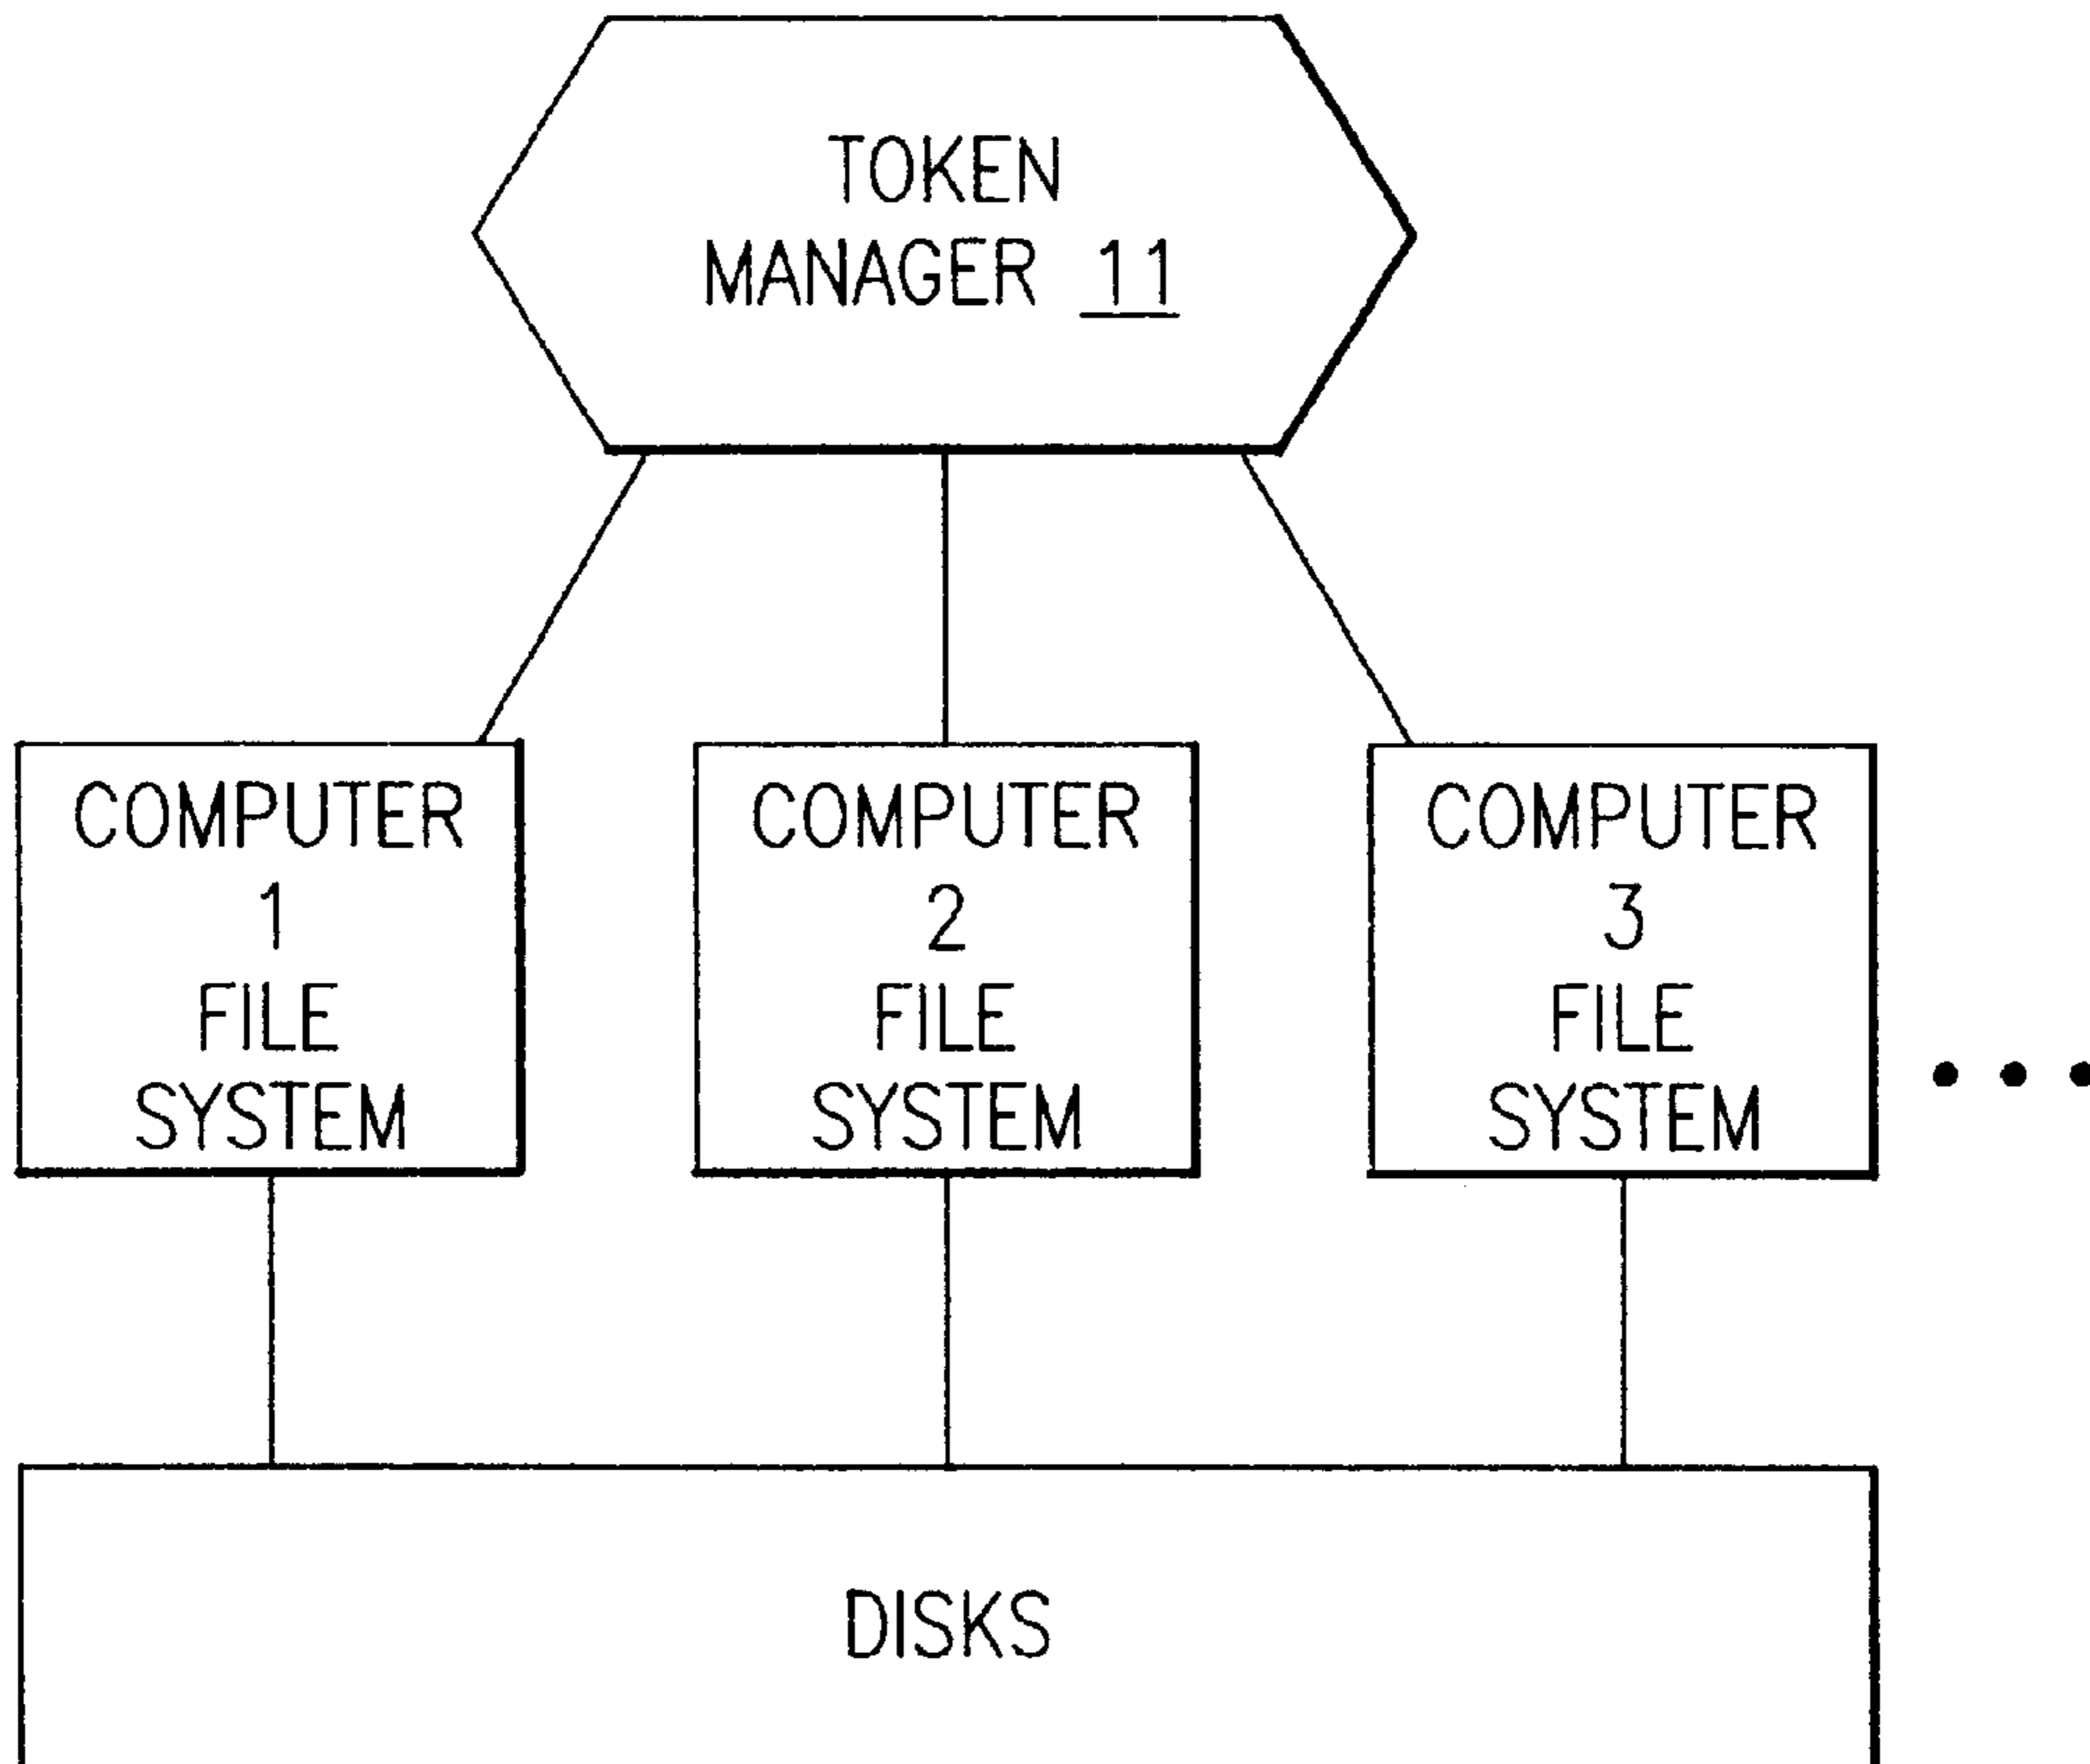 TOKEN
MANAGER 11
COMPUTER
1
FILE
SYSTEM
COMPUTER
2
FILE
SYSTEM
COMPUTER
3
FILE
SYSTEM
• • •
DISKS